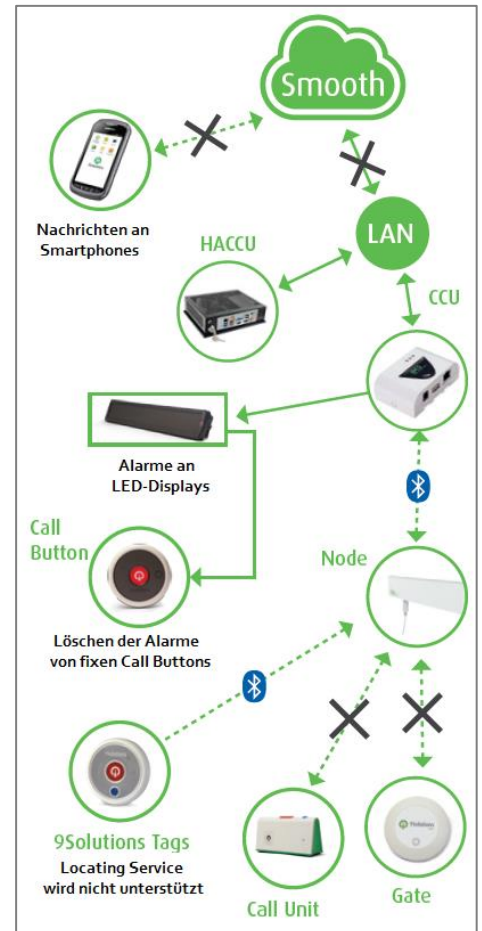 Smooth
Nachrichten an
Smartphones
HACCU
LAN
CCU
Alarme an
LED-Displays
Call
Button
Node
Löschen der Alarme
von fixen Call Buttons
9Solutions Tags
Locating Service
wird nicht unterstützt
Call Unit
Gate